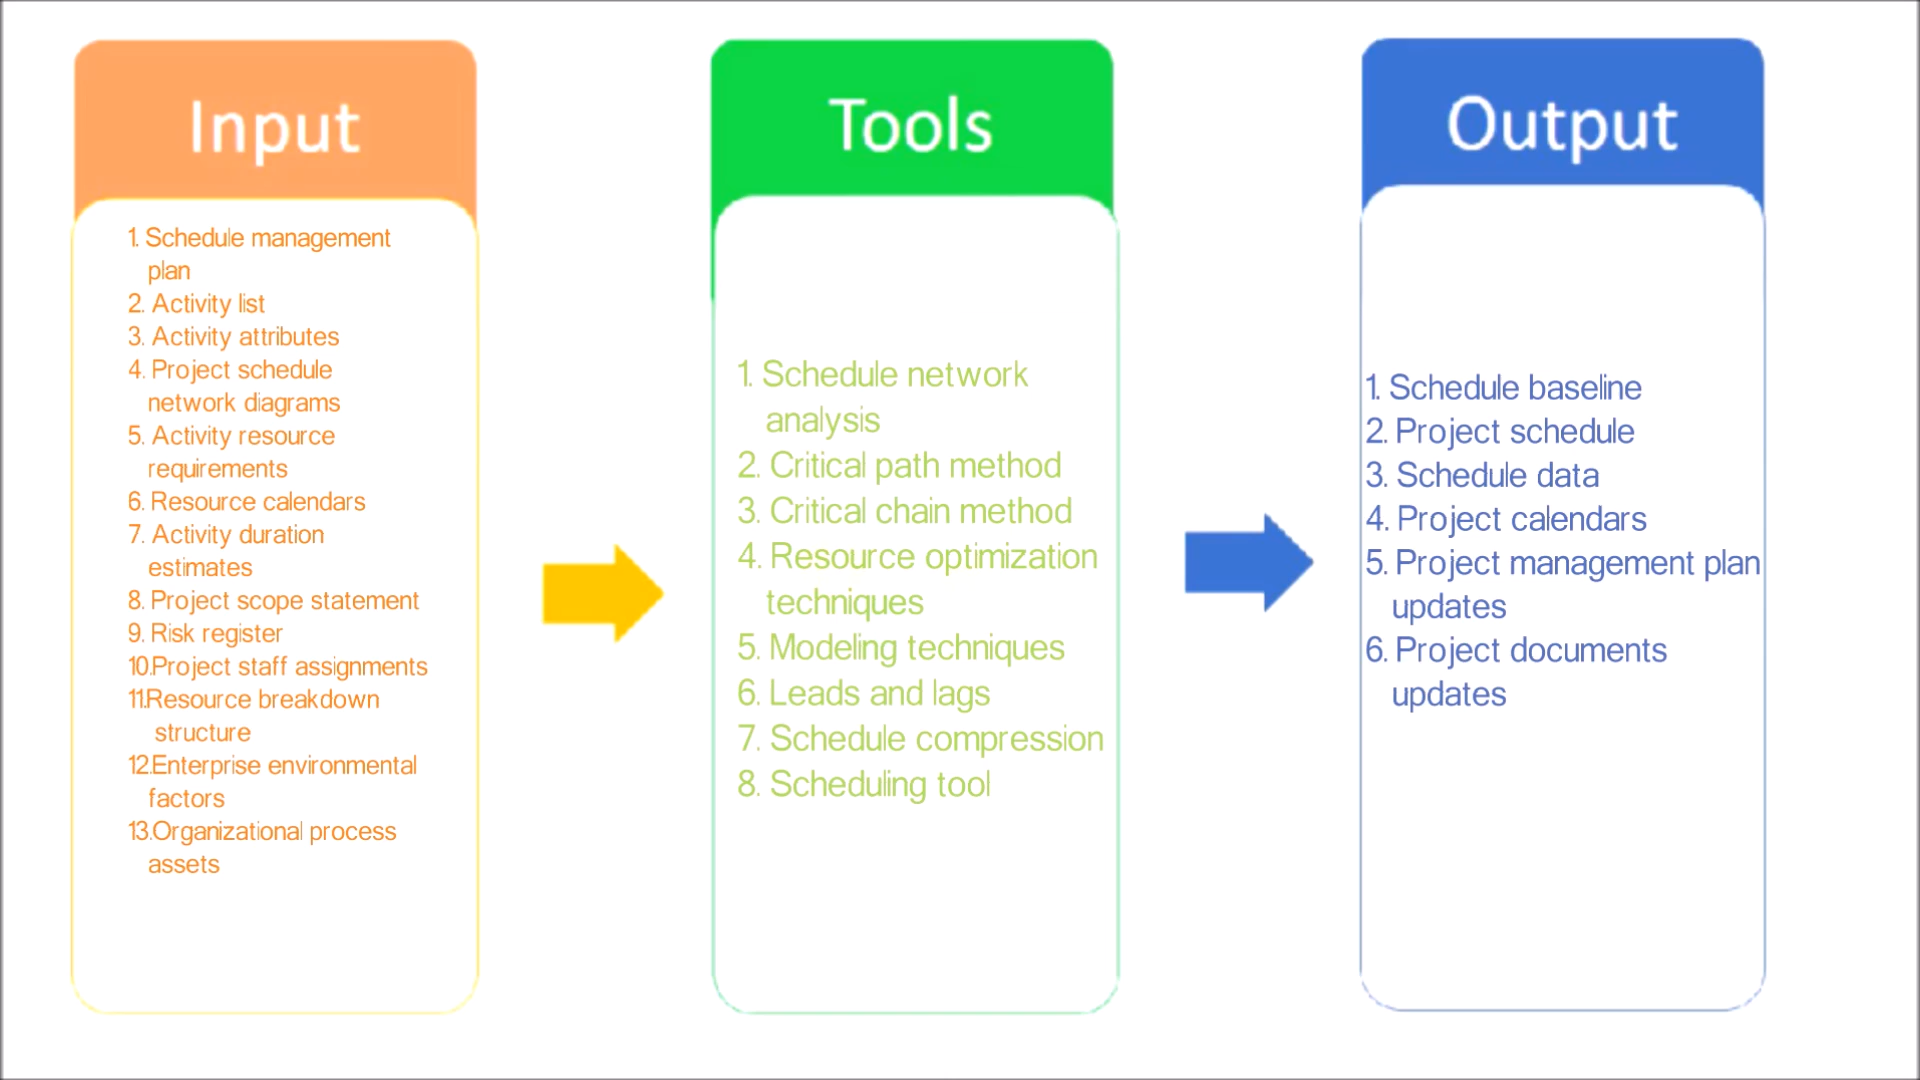 Input
1. Schedule management
plan
2. Activity list
3. Activity attributes
4. Project schedule
network diagrams
5. Activity resource
requirements
6. Resource calendars
7. Activity duration
estimates
8. Project scope statement
9. Risk register
10.Project staff assignments
11.Resource breakdown
structure
12.Enterprise environmental
factors
13.Organizational process
assets
Tools
1. Schedule network
analysis
2. Critical path method
3. Critical chain method
4. Resource optimization
techniques
5. Modeling techniques
6. Leads and lags
7. Schedule compression
8. Scheduling tool
Output
1. Schedule baseline
2. Project schedule
3. Schedule data
4. Project calendars
5. Project management plan
updates
6. Project documents
updates